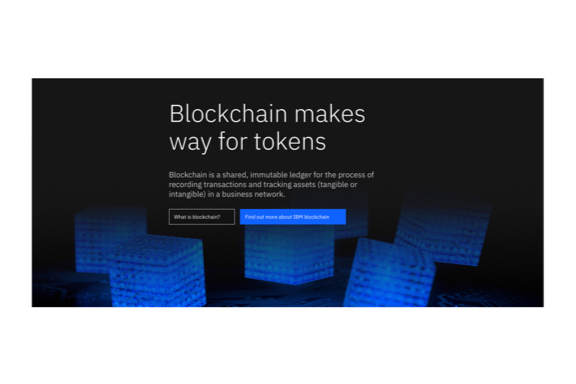 Blockchain makes
way for tokens
Blockchain is a shared, immutable ledger for the process of
recording transactions and tracking assets (tangible or
intangible) in a business network.
What is blockchain?
Find out more about IBM blockchain